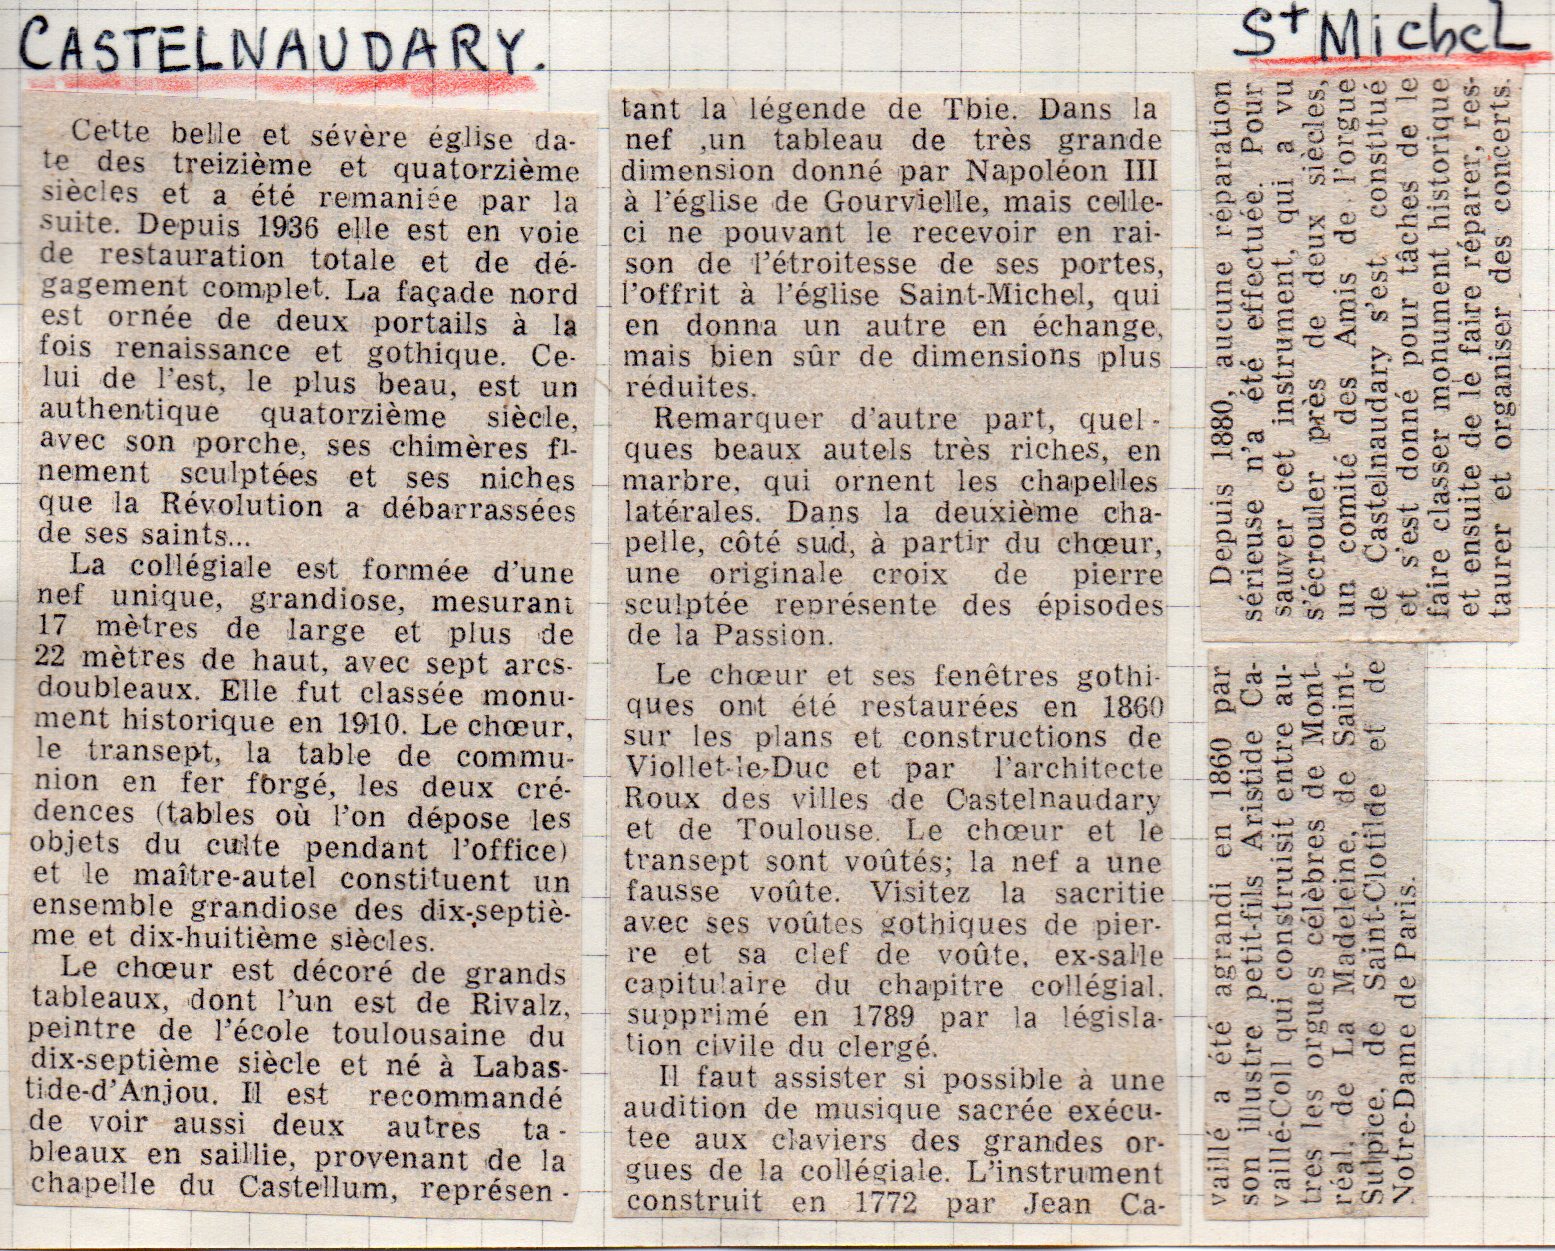 CASTELNAUDARY.
St Michel
Cette belle et sévère église da-
te des treizième et quatorzième
siècles et a été remaniée par la
suite. Depuis 1936 elle est en voie
de restauration totale et de dé-
gagement complet. La façade nord
est ornée de deux portails à la
fois renaissance et gothique. Ce-
lui de l'est, le plus beau, est un
authentique quatorzième siècle,
avec son porche, ses chimères fi-
nement sculptées et ses niches
que la Révolution a débarrassées
de ses saints...
La collégiale est formée d'une
nef unique, grandiose, mesurant
17 mètres de large et plus de
22 mètres de haut, avec sept arcs-
doubleaux. Elle fut classée monu-
ment historique en 1910. Le chœur,
le transept, la table de commu-
nion en fer forgé, les deux cré-
dences (tables où l'on dépose les
objets du culte pendant l'office)
et le maître-autel constituent un
ensemble grandiose des dix-septiè-
me et dix-huitième siècles.
Le chœur est décoré de grands
tableaux, dont l'un est de Rivalz,
peintre de l'école toulousaine du
dix-septième siècle et né à Labas-
tide-d'Anjou. Il est recommandé
de voir aussi deux autres ta-
bleaux en saillie, provenant de la
chapelle du Castellum, représen-
tant la légende de Tbie. Dans la
nef ,un tableau de très grande
dimension donné par Napoléon III
à l'église de Gourvielle, mais celle-
ci ne pouvant le recevoir en rai-
son de l'étroitesse de ses portes,
l'offrit à l'église Saint-Michel, qui
en donna un autre en échange,
mais bien sûr de dimensions plus
réduites.
Remarquer d'autre part, quel-
ques beaux autels très riches, en
marbre, qui ornent les chapelles
latérales. Dans la deuxième cha-
pelle, côté sud, à partir du chœur,
une originale croix de pierre
sculptée représente des épisodes
de la Passion.
Le chœur et ses fenêtres gothi-
ques ont été restaurées en 1860
sur les plans et constructions de
Viollet-le-Duc et par l'architecte
Roux des villes de Castelnaudary
et de Toulouse. Le chœur et le
transept sont voûtés; la nef a une
fausse voûte. Visitez la sacritie
avec ses voûtes gothiques de pier-
re et sa clef de voûte, ex-salle
capitulaire du chapitre collégial,
supprimé en 1789 par la législa-
tion civile du clergé.
Il faut assister si possible à une
audition de musique sacrée exécu-
tee aux claviers des grandes or-
gues de la collégiale. L'instrument
construit en 1772 par Jean Ca-
vaillé a été agrandi en 1860 par
son illustre petit-fils Aristide Ca-
vaillé-Coll qui construisit entre au-
tres les orgues célèbres de Mont-
réal, de La Madeleine, de Saint-
Sulpice, de Saint-Clotilde et de
Notre-Dame de Paris.
Depuis 1880, aucune réparation
sérieuse n'a été effectuée. Pour
sauver cet instrument, qui a vu
s'écrouler près de deux siècles,
un comité des Amis de l'orgue
de Castelnaudary s'est constitué
et s'est donné pour tâches de le
faire classer monument historique
et ensuite de le faire réparer, res-
taurer et organiser des concerts.